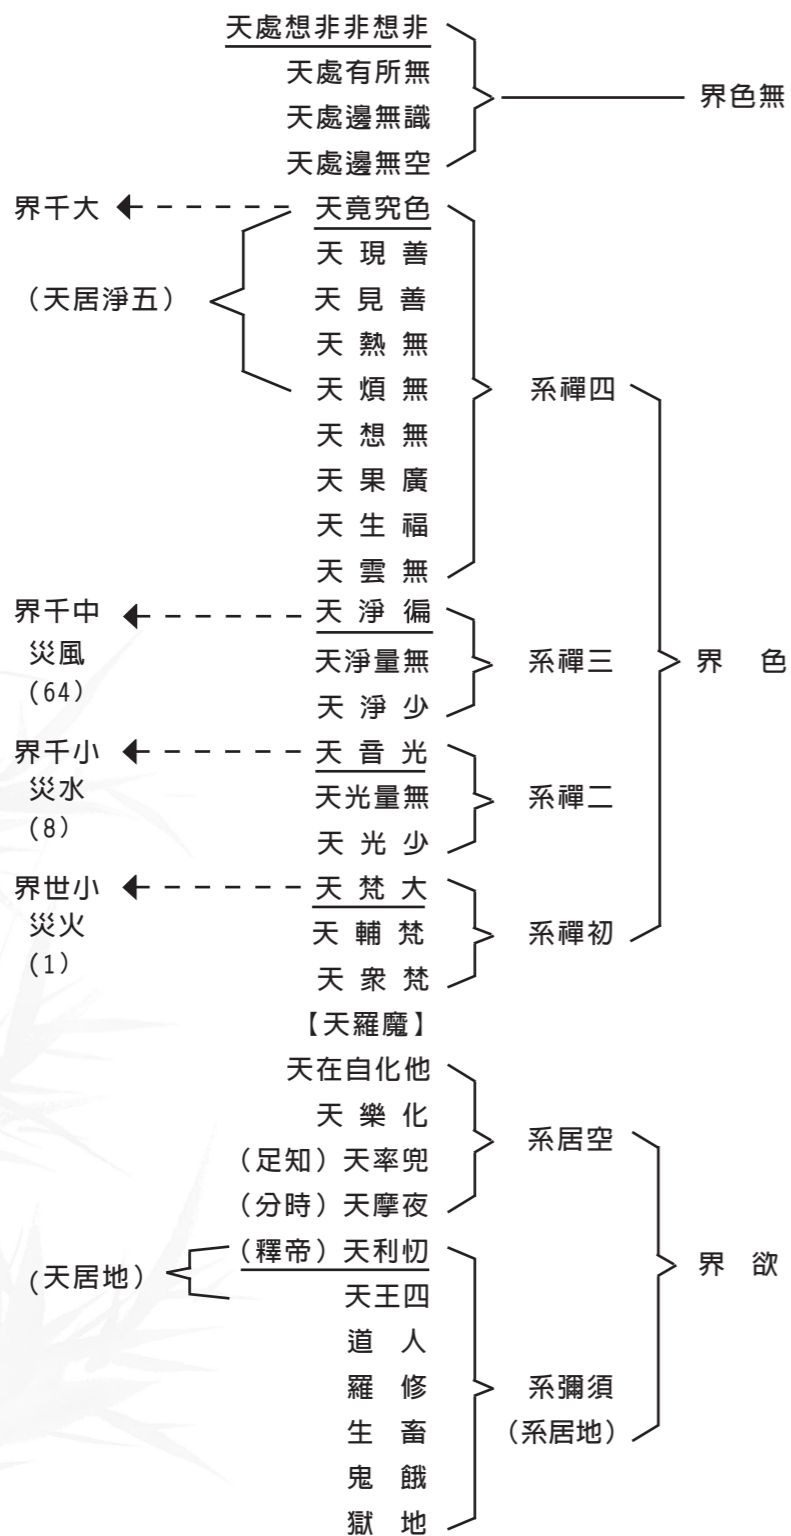 非想非非想處天
無所有處天
無色界
識無邊處天
空無邊處天
色究竟天
大千界
善現天
善見天
（五淨居天）
無熱天
無煩天
四禪系
無想天
廣果天
福生天
無雲天
徧淨天
中千界
風災
(64)
無量淨天
三禪系
色界
少淨天
光音天
小千界
水災
(8)
無量光天
二禪系
少光天
大梵天
小世界
火災
(1)
梵輔天
初禪系
梵衆天
【魔羅天】
他化自在天
化樂天
空居系
兜率天（知足）
夜摩天（時分）
忉利天（帝釋）
欲界
（地居天）
四王天
人道
修羅
須彌系
畜生
（地居系）
餓鬼
地獄